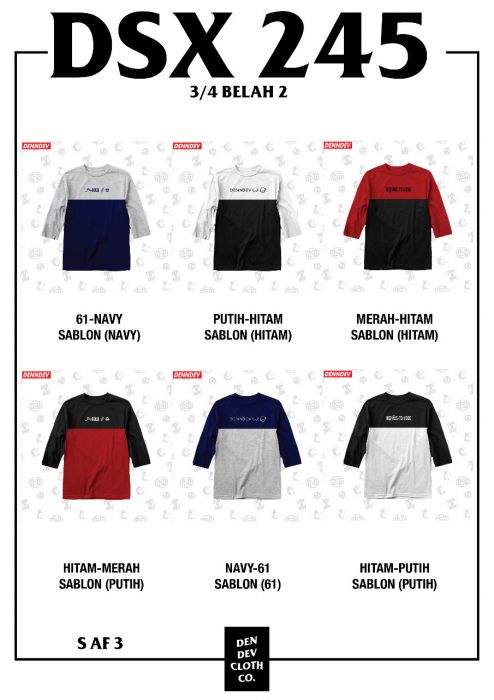 DSX 245
3/4 BELAH 2
DENNDEV
DENNDEV
DENNDEV
DENNDEV
61-NAVY
SABLON (NAVY)
PUTIH-HITAM
SABLON (HITAM)
MERAH-HITAM
SABLON (HITAM)
DENNDEV
DENNDEV
DENNDEV
DENNDEV
HITAM-MERAH
SABLON (PUTIH)
NAVY-61
SABLON (61)
HITAM-PUTIH
SABLON (PUTIH)
S AF 3
DEN
DEV
CLOTH
CO.